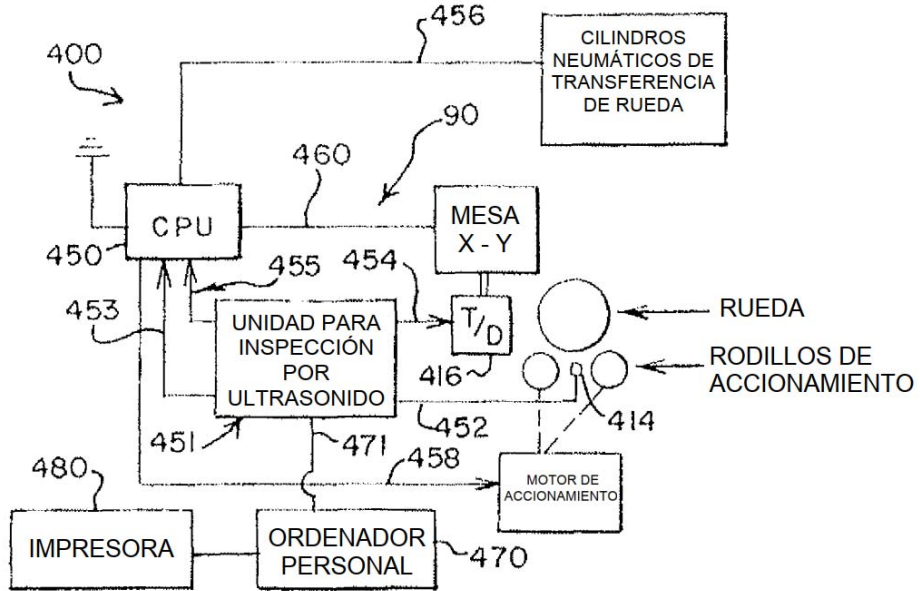 456
CILINDROS
NEUMÁTICOS DE
TRANSFERENCIA
DE RUEDA
400
90
460
CPU
450
MESA
X - Y
455
454
453
UNIDAD PARA
INSPECCIÓN
POR
ULTRASONIDO
T/D
416
RUEDA
RODILLOS DE
ACCIONAMIENTO
414
452
451
471
458
MOTOR DE
ACCIONAMIENTO
480
IMPRESORA
ORDENADOR
PERSONAL
470